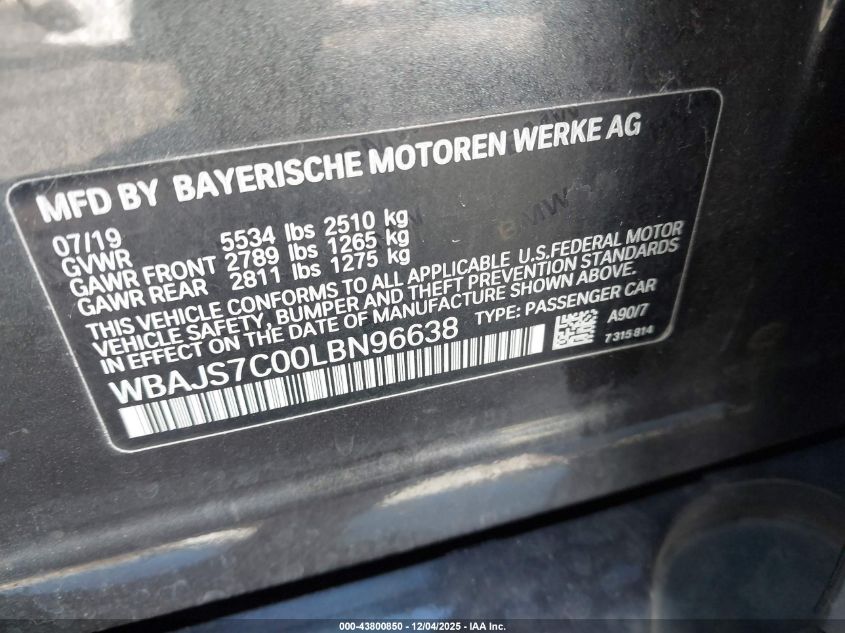 MFD BY BAYERISCHE MOTOREN WERKE AG
07/19
GVWR 5534 lbs 2510 kg
GAWR FRONT 2789 lbs 1265 kg
GAWR REAR 2811 lbs 1275 kg
THIS VEHICLE CONFORMS TO ALL APPLICABLE U.S.FEDERAL MOTOR
VEHICLE SAFETY, BUMPER AND THEFT PREVENTION STANDARDS
IN EFFECT ON THE DATE OF MANUFACTURE SHOWN ABOVE.
WBAJS7C00LBN96638 TYPE: PASSENGER CAR
A90/7
7315814
000-43800850 - 12/04/2025 - IAA Inc.